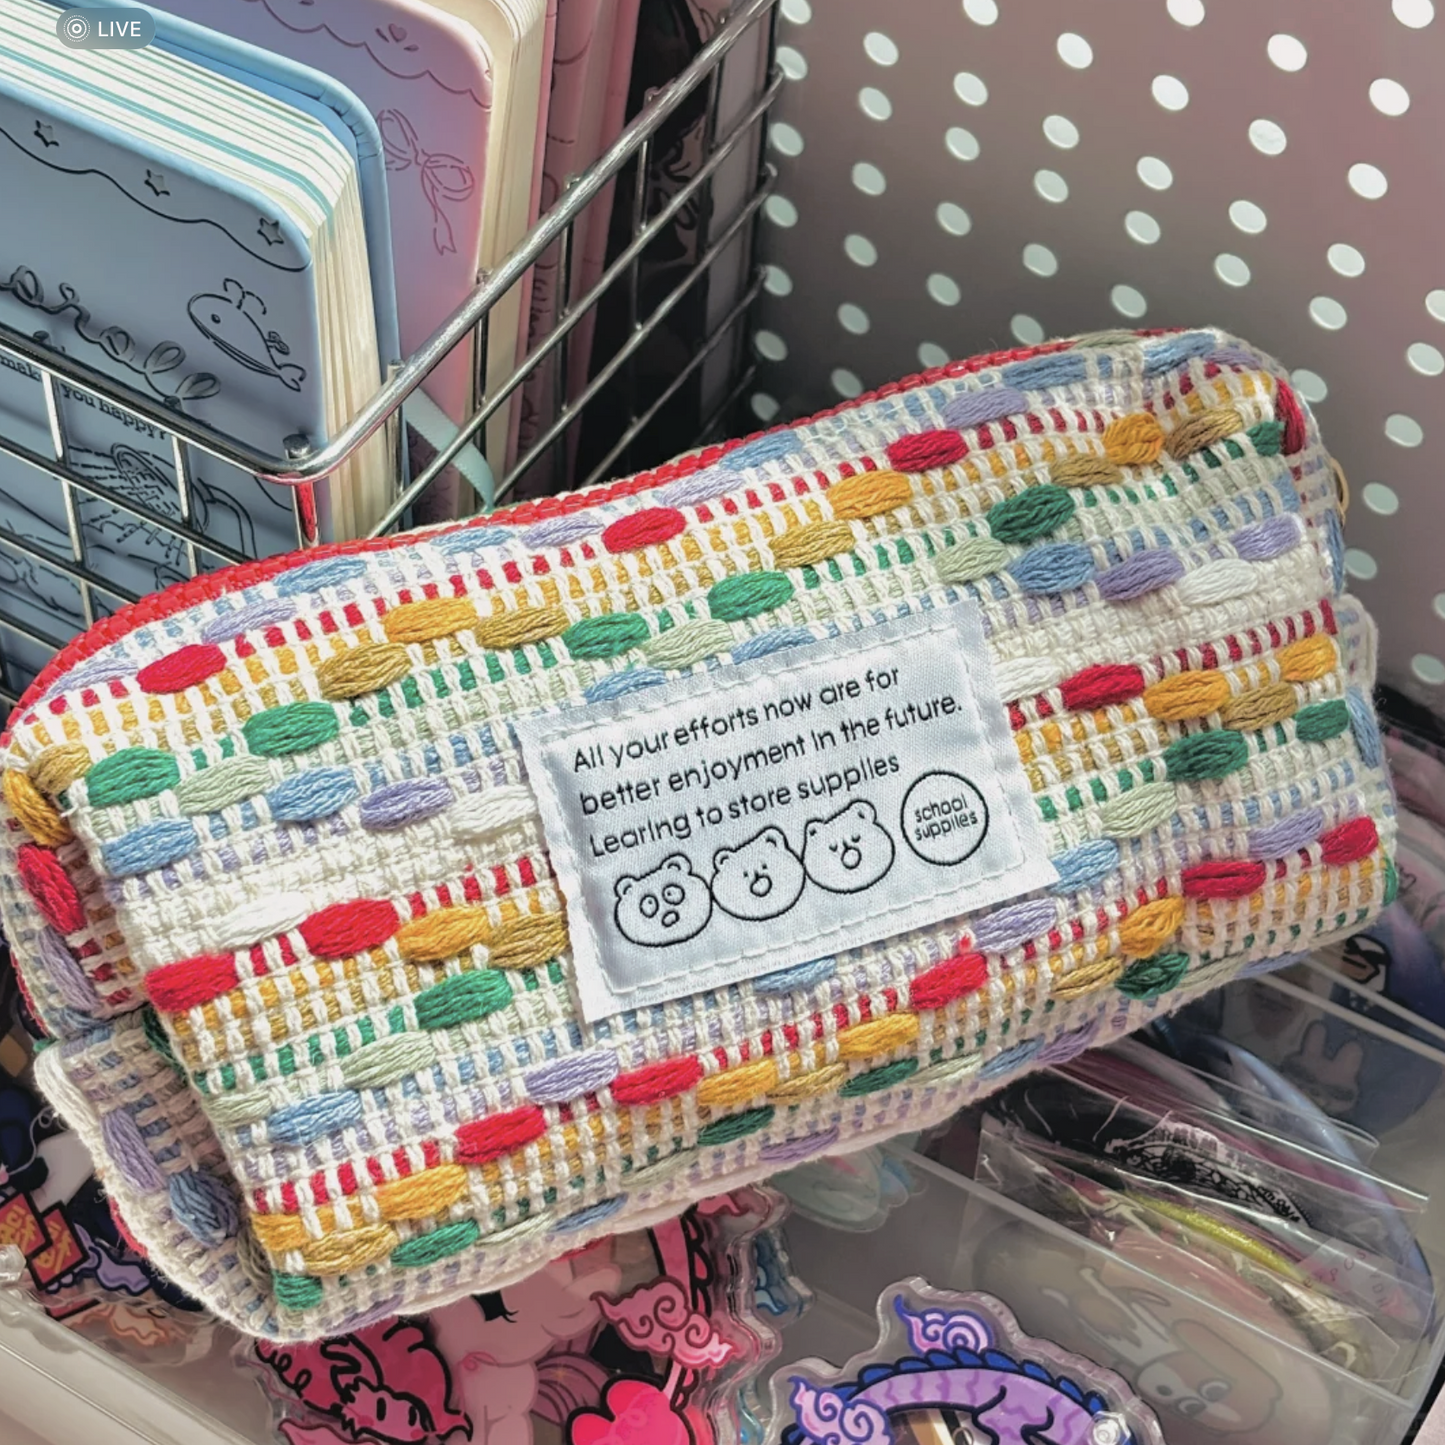 LIVE
make you happy?
All your efforts now are for
better enjoyment in the future.
Learing to store supplies
school
supplies